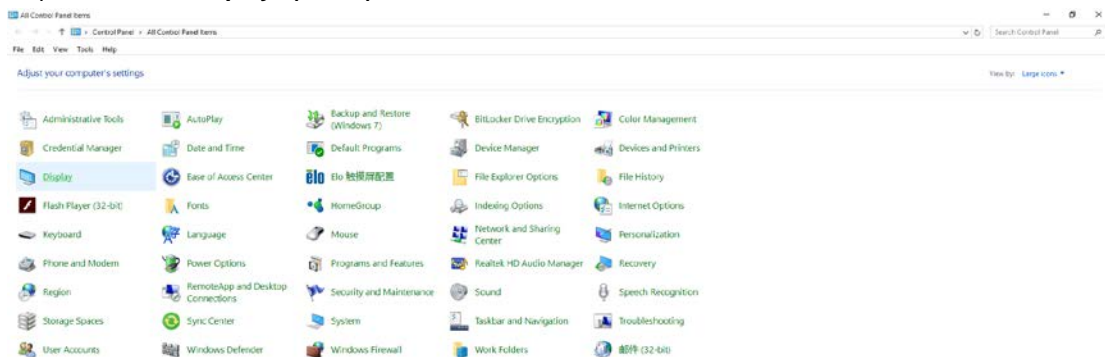 All Control Panel Items
Control Panel › All Control Panel Items
Search Control Panel
File Edit View Tools Help
Adjust your computer's settings
View by: Large icons
Administrative Tools
AutoPlay
Backup and Restore
(Windows 7)
BitLocker Drive Encryption
Color Management
Credential Manager
Date and Time
Default Programs
Device Manager
Devices and Printers
Display
Ease of Access Center
elo
Elo 触摸屏配置
File Explorer Options
File History
Flash Player (32-bit)
Fonts
HomeGroup
Indexing Options
Internet Options
Keyboard
Language
Mouse
Network and Sharing
Center
Personalization
Phone and Modem
Power Options
Programs and Features
Realtek HD Audio Manager
Recovery
Region
RemoteApp and Desktop
Connections
Security and Maintenance
Sound
Speech Recognition
Storage Spaces
Sync Center
System
Taskbar and Navigation
Troubleshooting
User Accounts
Windows Defender
Windows Firewall
Work Folders
邮件 (32-bit)